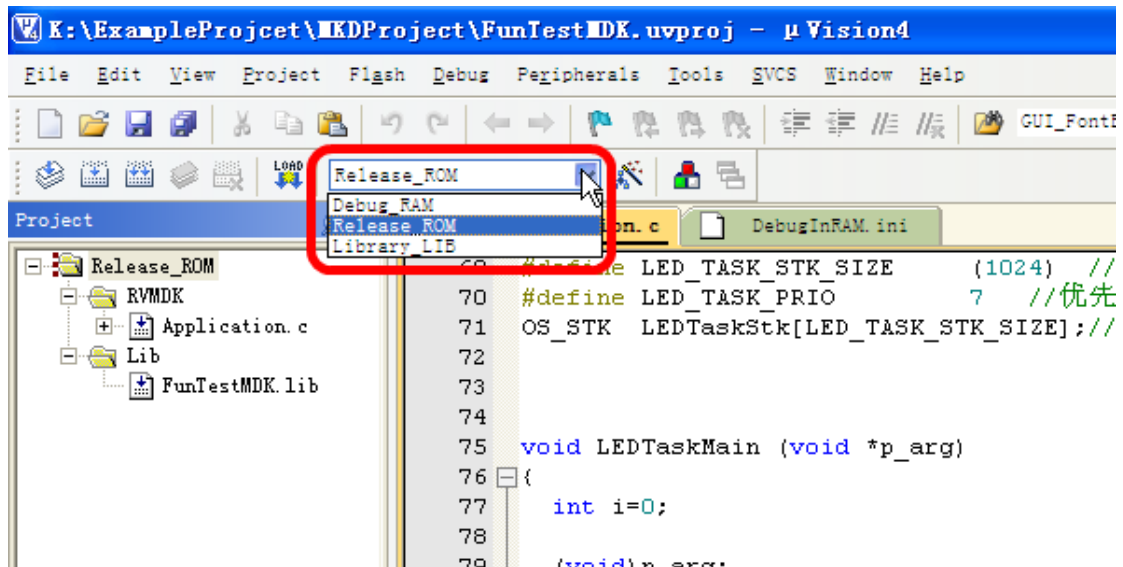 K:\ExampleProjcet\MKDProject\FunTestMDK.uvproj - μVision4
File Edit View Project Flash Debug Peripherals Tools SVCS Window Help
GUI_Font
LOAD Release_ROM
Debug_RAM
Release_ROM
Library_LIB
Project
ion.c DebugInRAM.ini
Release_ROM
RVMDK
Application.c
Lib
FunTestMDK.lib
LED_TASK_STK_SIZE (1024) //
70 #define LED_TASK_PRIO 7 //优先
71 OS_STK LEDTaskStk[LED_TASK_STK_SIZE];//
72
73
74
75 void LEDTaskMain (void *p_arg)
76 {
77 int i=0;
78
79 (void)p_arg;